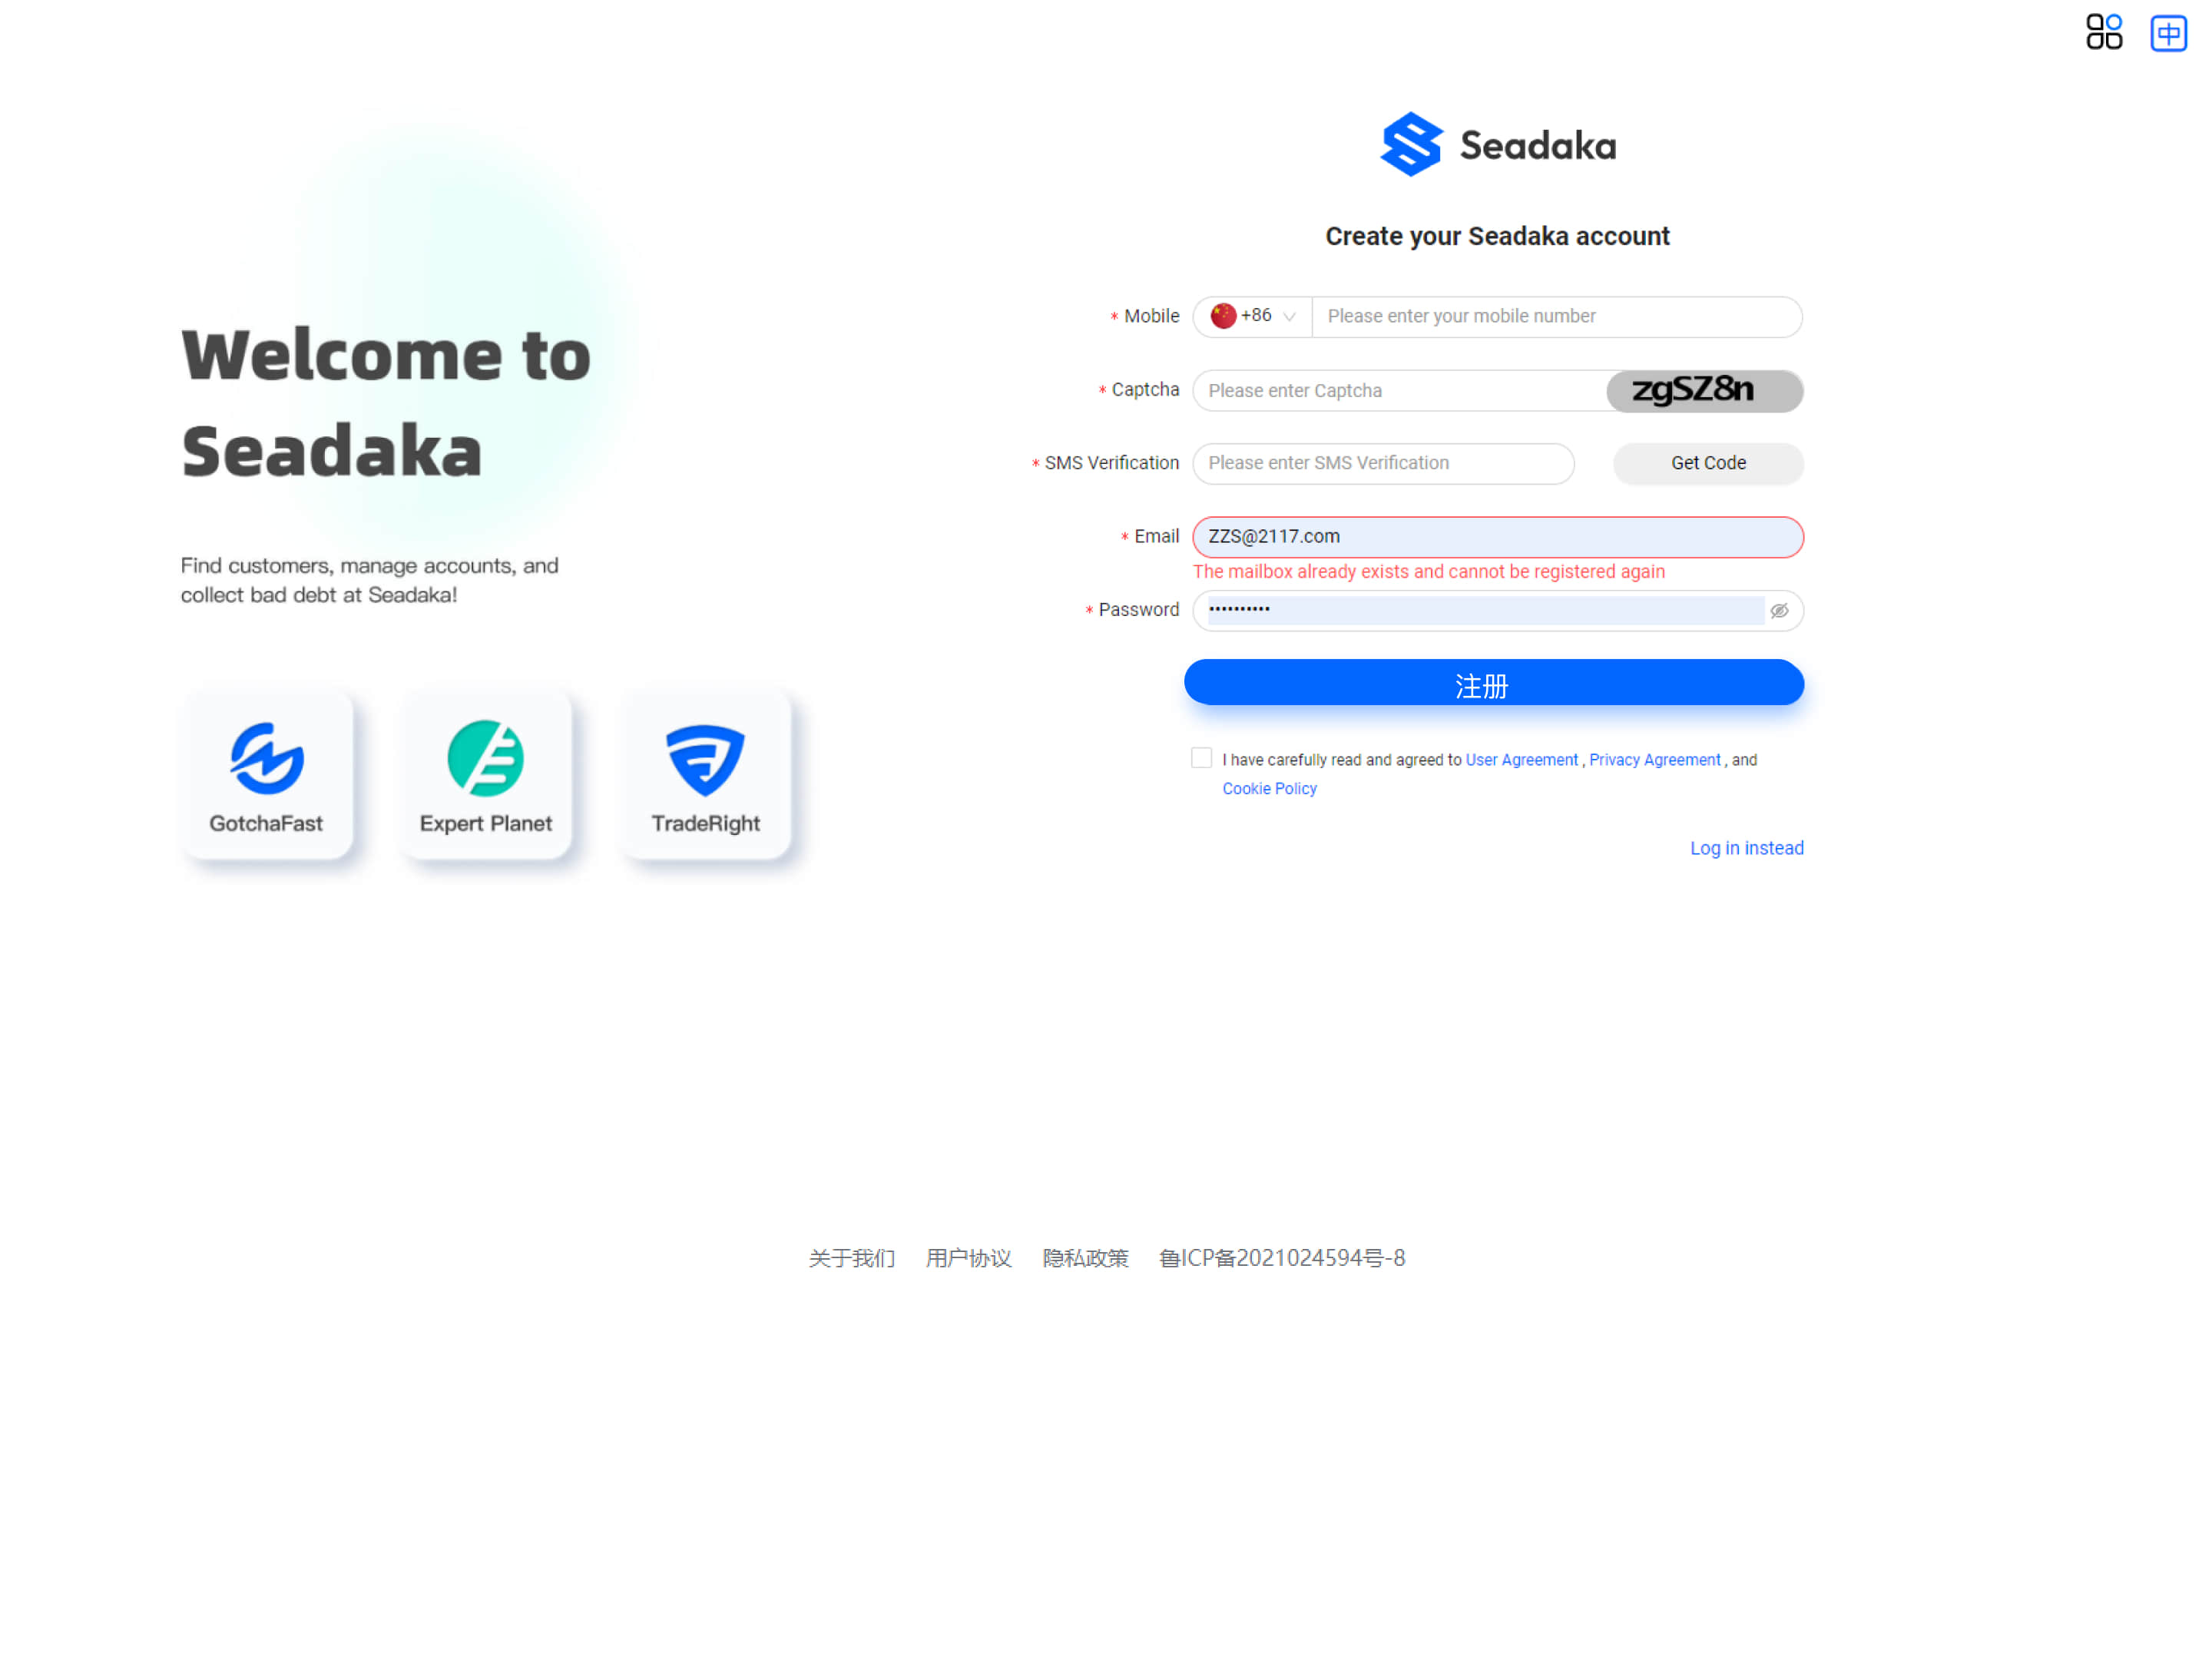 中
Seadaka
Create your Seadaka account
Welcome to
Seadaka
Find customers, manage accounts, and
collect bad debt at Seadaka!
GotchaFast
Expert Planet
TradeRight
* Mobile +86 Please enter your mobile number
* Captcha Please enter Captcha zgSZ8n
* SMS Verification Please enter SMS Verification Get Code
* Email ZZS@2117.com
The mailbox already exists and cannot be registered again
* Password ••••••••••
注册
I have carefully read and agreed to User Agreement , Privacy Agreement , and
Cookie Policy
Log in instead
关于我们 用户协议 隐私政策 鲁ICP备2021024594号-8